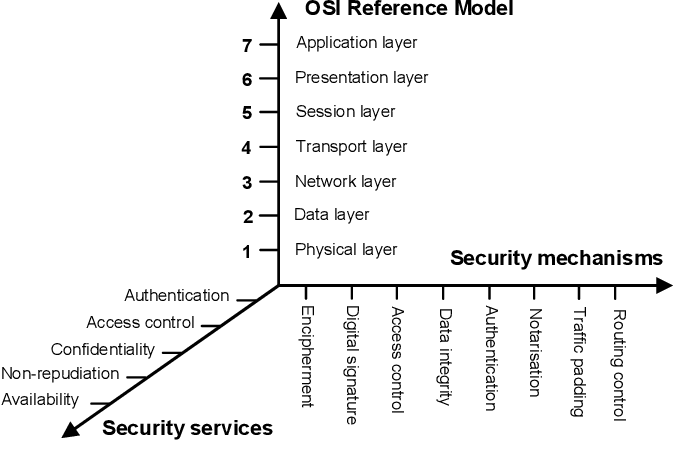 OSI Reference Model
7 Application layer
6 Presentation layer
5 Session layer
4 Transport layer
3 Network layer
2 Data layer
1 Physical layer
Security mechanisms
Encipherment
Digital signature
Access control
Data integrity
Authentication
Notarisation
Traffic padding
Routing control
Authentication
Access control
Confidentiality
Non-repudiation
Availability
Security services